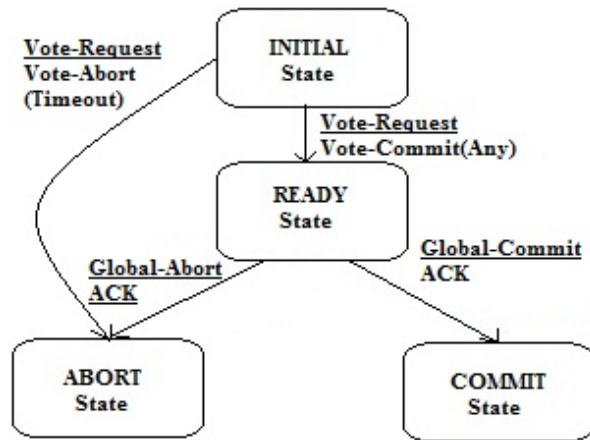 INITIAL
State
Vote-Request
Vote-Abort
(Timeout)
Vote-Request
Vote-Commit(Any)
READY
State
Global-Abort
ACK
Global-Commit
ACK
ABORT
State
COMMIT
State